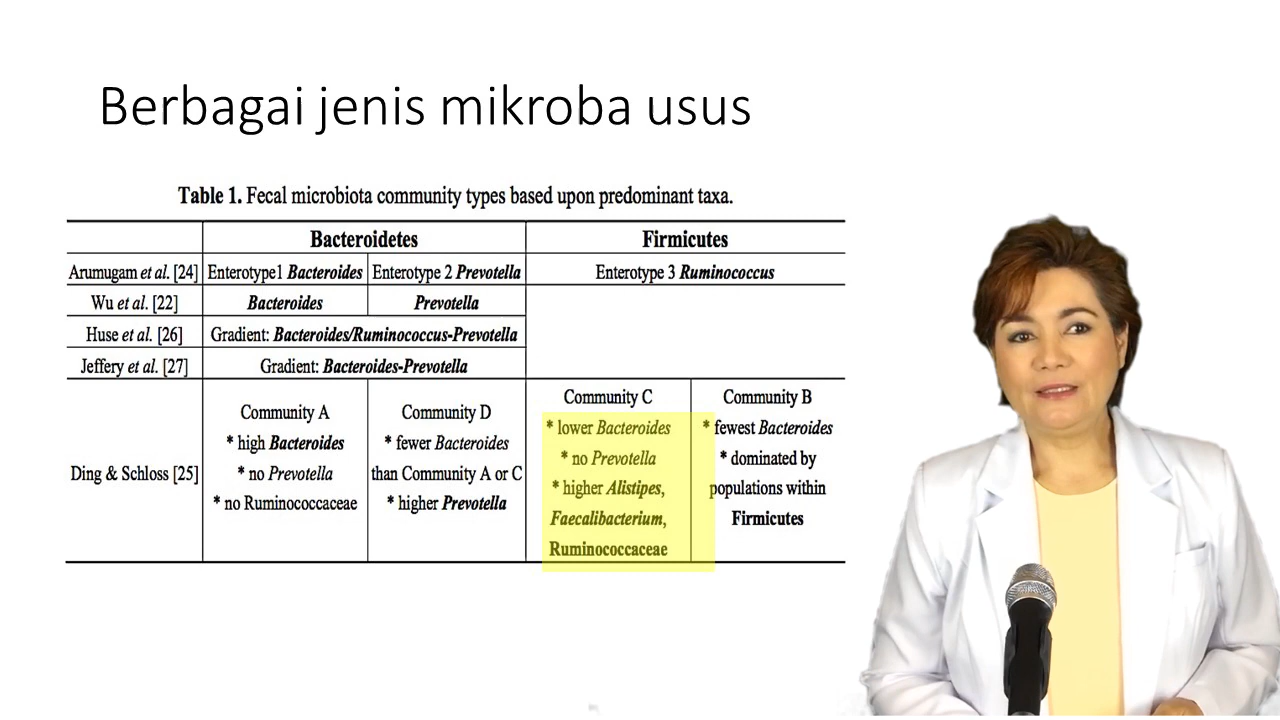 Berbagai jenis mikroba usus
Table 1. Fecal microbiota community types based upon predominant taxa.
Bacteroidetes Firmicutes
Arumugam et al. [24] Enterotype1 Bacteroides Enterotype 2 Prevotella Enterotype 3 Ruminococcus
Wu et al. [22] Bacteroides Prevotella
Huse et al. [26] Gradient: Bacteroides/Ruminococcus-Prevotella
Jeffery et al. [27] Gradient: Bacteroides-Prevotella
Ding & Schloss [25]
Community A
* high Bacteroides
* no Prevotella
* no Ruminococcaceae
Community D
* fewer Bacteroides
than Community A or C
* higher Prevotella
Community C
* lower Bacteroides
* no Prevotella
* higher Alistipes,
Faecalibacterium,
Ruminococcaceae
Community B
* fewest Bacteroides
* dominated by
populations within
Firmicutes